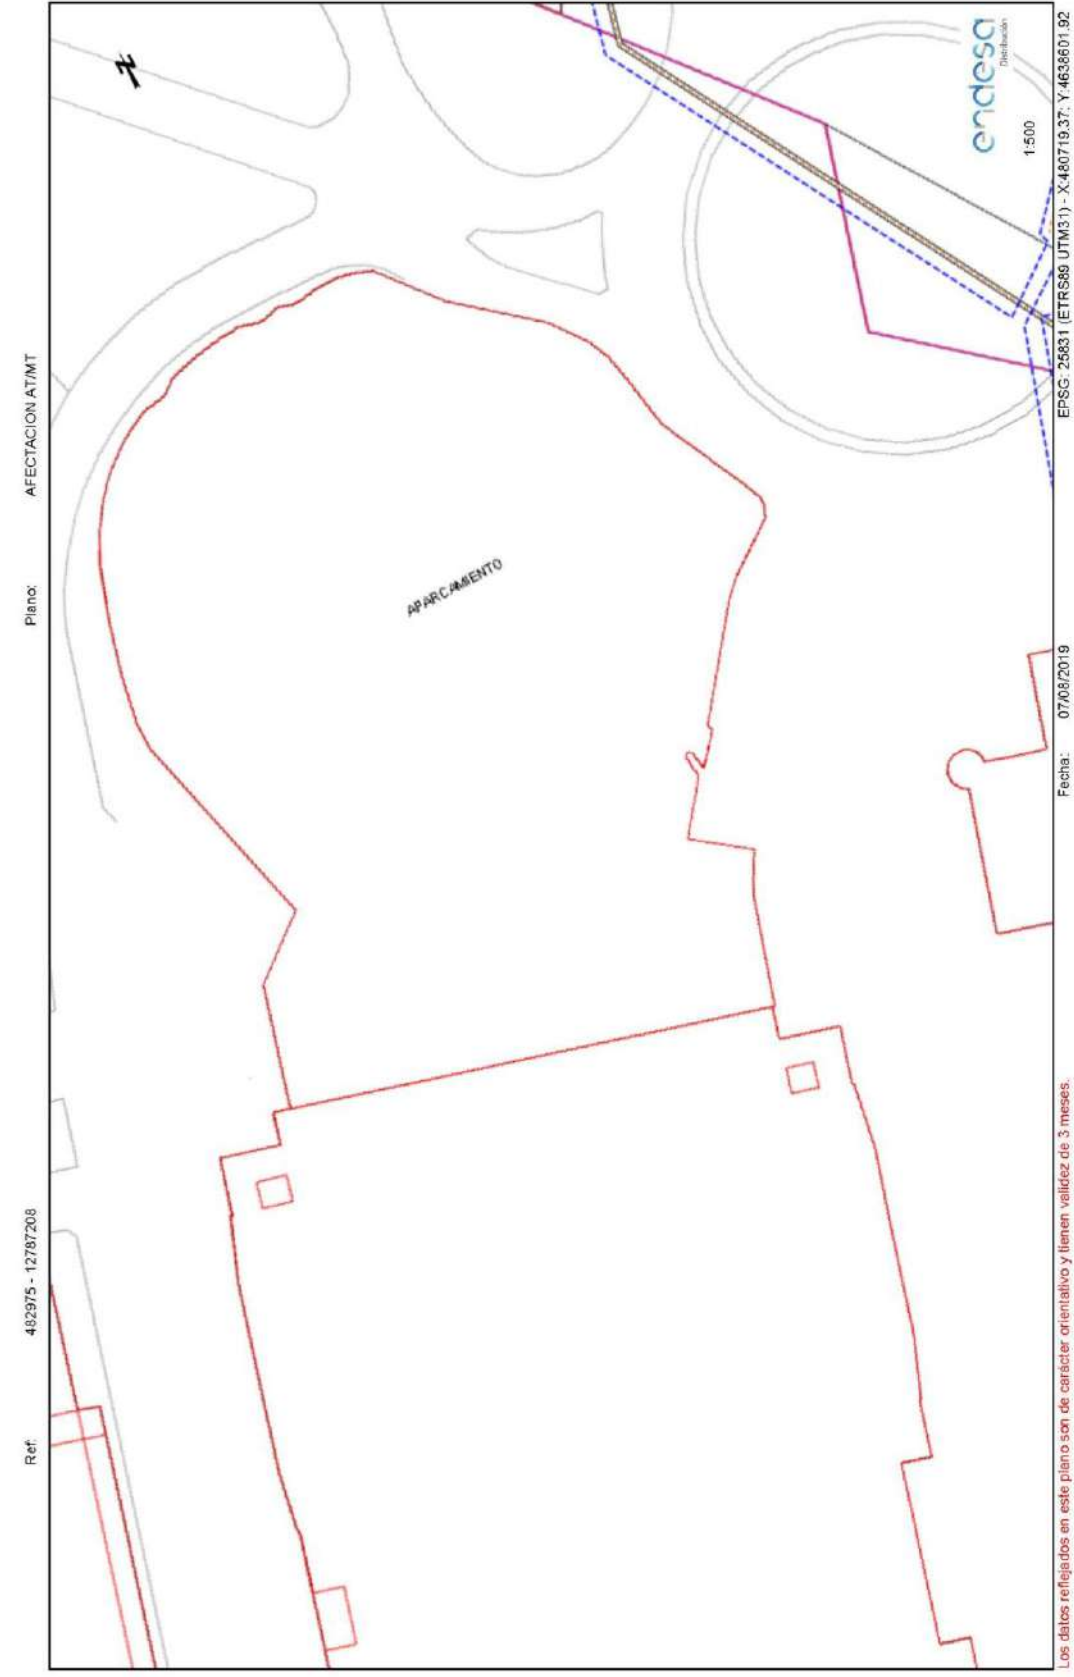 Ref: 482975 - 12787208 Plano: AFECTACION AT/MT
N
APARCAMIENTO
endesa
Distribución
1:500
Los datos reflejados en este plano son de carácter orientativo y tienen validez de 3 meses. Fecha: 07/08/2019 EPSG: 25831 (ETRS89 UTM31) - X:480719.37: Y:4638601.92